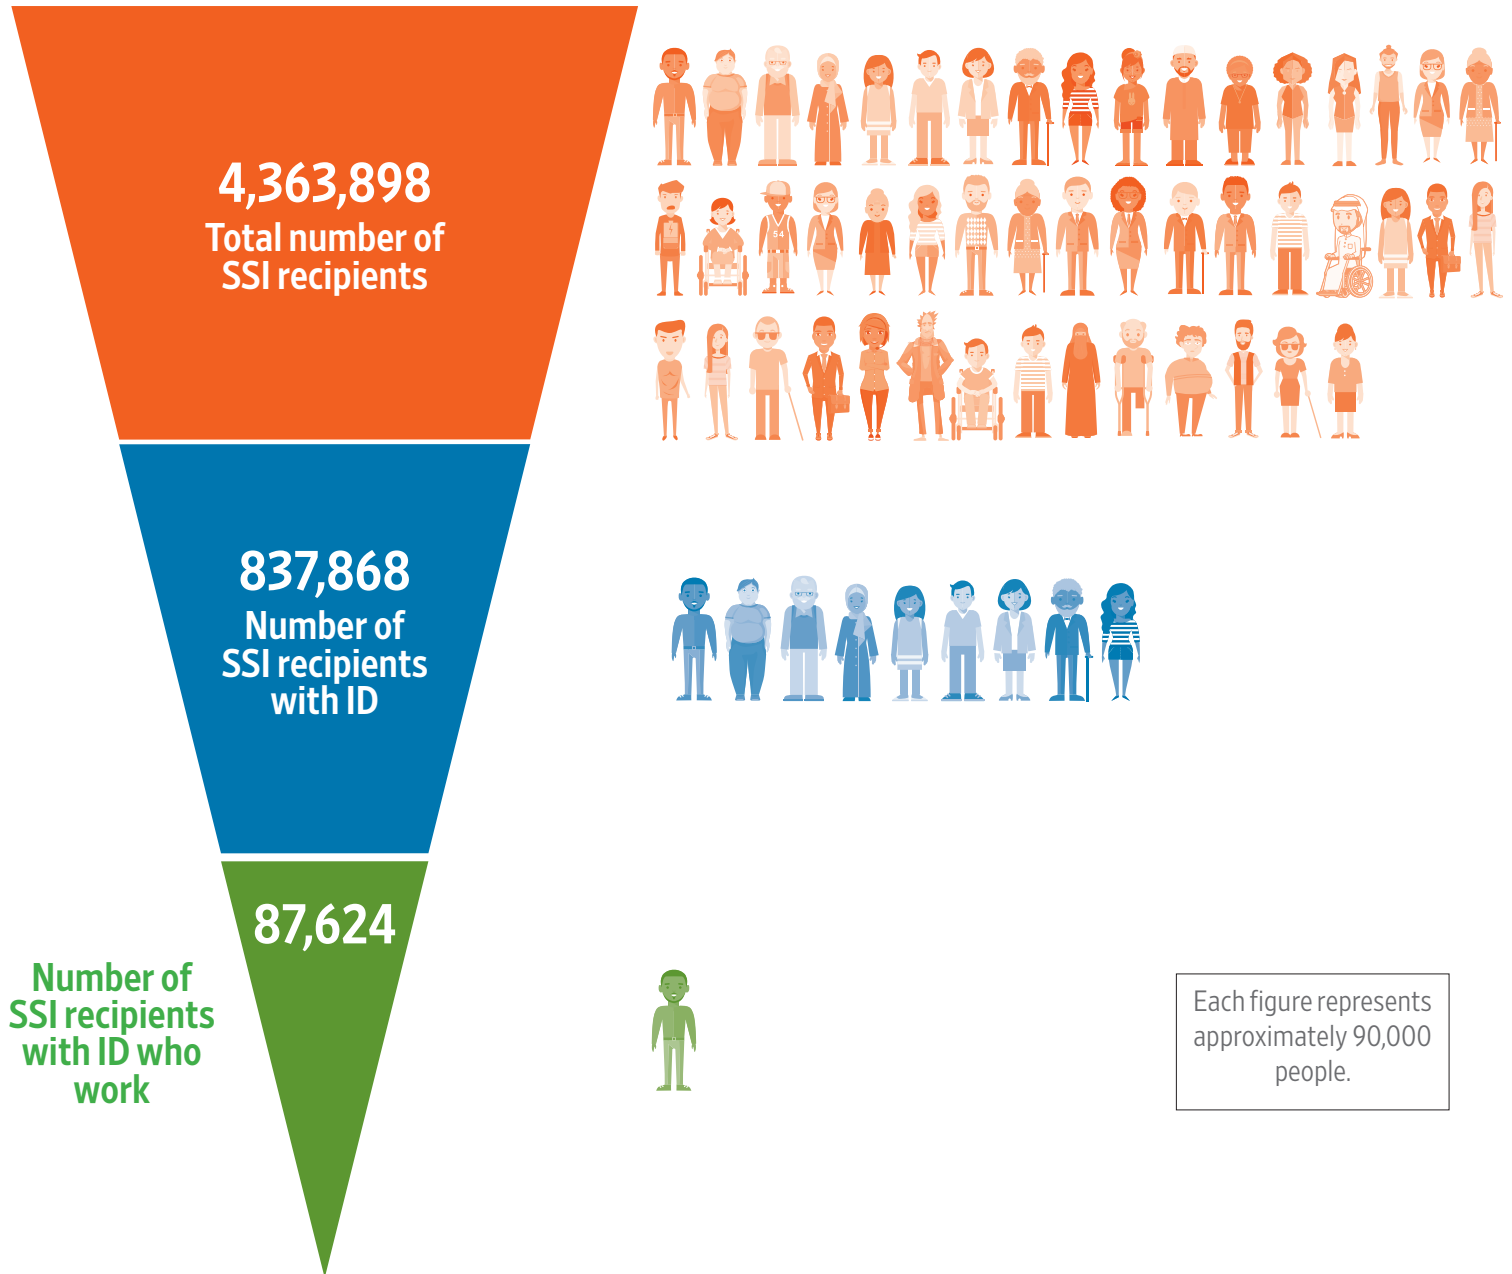 4,363,898
Total number of
SSI recipients
54
837,868
Number of
SSI recipients
with ID
87,624
Number of
SSI recipients
with ID who
work
Each figure represents
approximately 90,000
people.